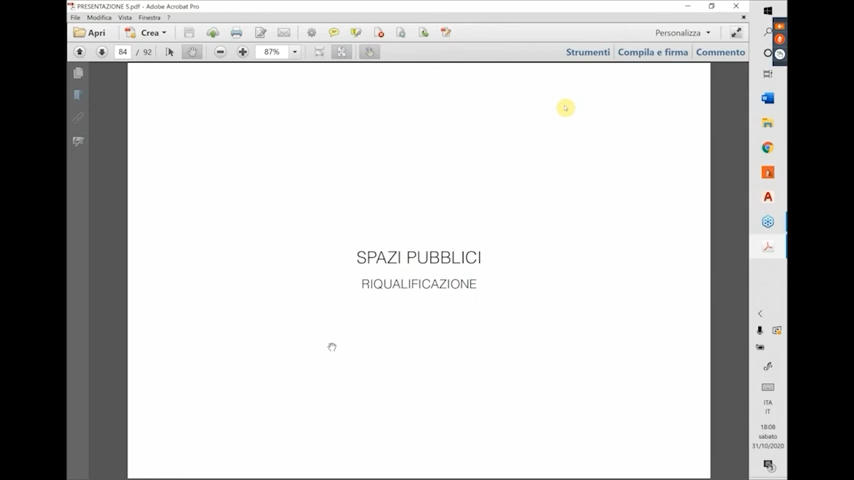 PRESENTAZIONE S.pdf - Adobe Acrobat Pro
File Modifica Vista Finestra ?
Apri Crea Personalizza
84 / 92 87% Strumenti Compila e firma Commento
SPAZI PUBBLICI
RIQUALIFICAZIONE
ITA
IT
18:08
sabato
31/10/2020